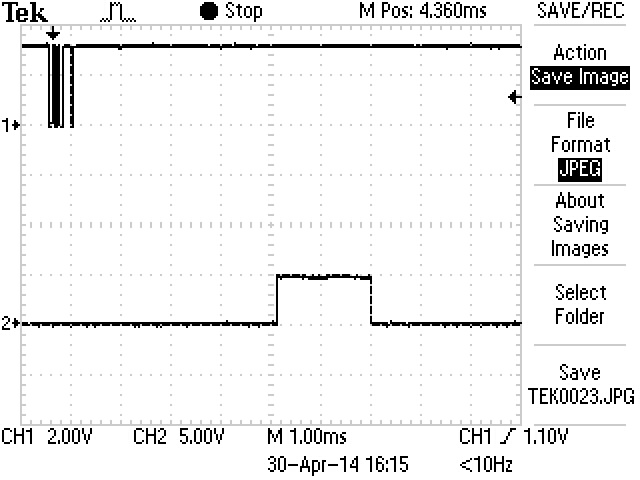 Tek
Stop
M Pos: 4.360ms
SAVE/REC
Action
Save Image
File
Format
JPEG
About
Saving
Images
Select
Folder
Save
TEK0023.JPG
1
2
CH1 2.00V
CH2 5.00V
M 1.00ms
CH1 1.10V
30-Apr-14 16:15
<10Hz